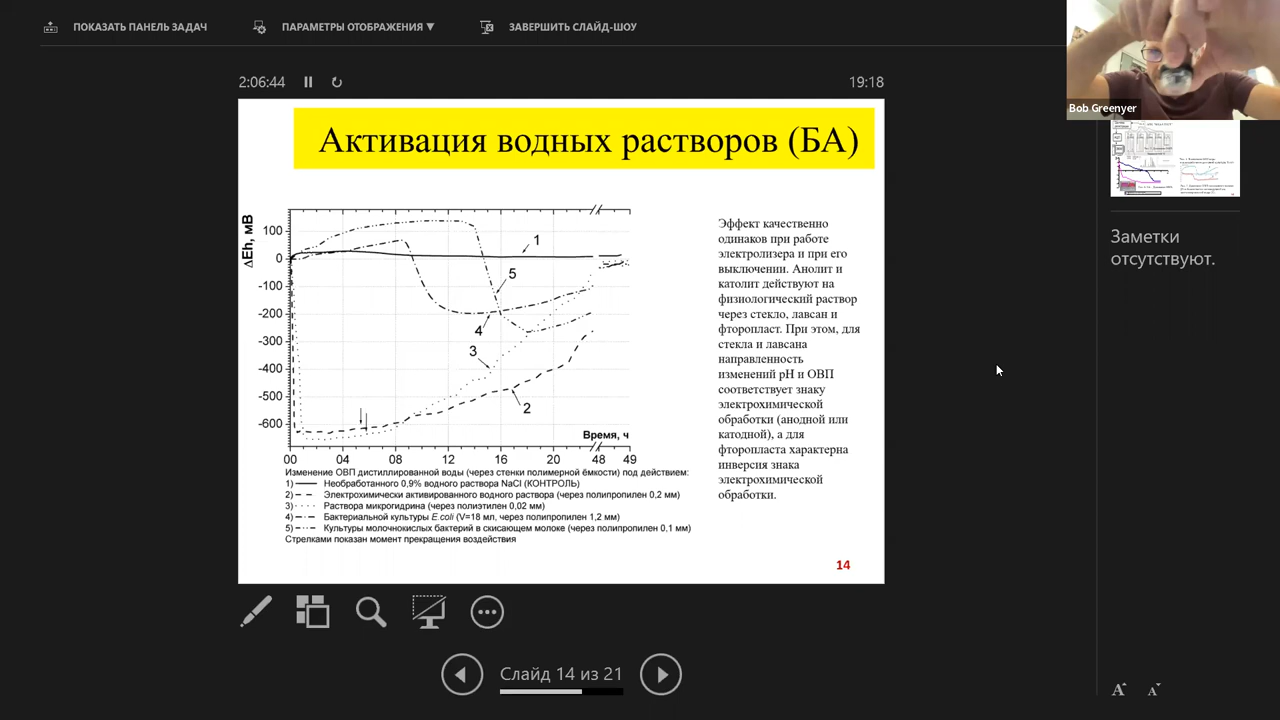 ПОКАЗАТЬ ПАНЕЛЬ ЗАДАЧ
ПАРАМЕТРЫ ОТОБРАЖЕНИЯ ▼
ЗАВЕРШИТЬ СЛАЙД-ШОУ
Bob Greenyer
2:06:44
19:18
Активация водных растворов (БА)
ΔEh, мВ
100
0
-100
-200
-300
-400
-500
-600
1
5
4
3
2
Время, ч
00 04 08 12 16 20 48 49
Изменение ОВП дистиллированной воды (через стенки полимерной ёмкости) под действием:
1) Необработанного 0,9% водного раствора NaCl (КОНТРОЛЬ)
2) Электрохимически активированного водного раствора (через полипропилен 0,2 мм)
3) Раствора микрогидрина (через полиэтилен 0,02 мм)
4) Бактериальной культуры E.coli (V=18 мл, через полипропилен 1,2 мм)
5) Культуры молочнокислых бактерий в скисающем молоке (через полипропилен 0,1 мм)
Стрелками показан момент прекращения воздействия
Эффект качественно
одинаков при работе
электролизера и при его
выключении. Анолит и
католит действуют на
физиологический раствор
через стекло, лавсан и
фторопласт. При этом, для
стекла и лавсана
направленность
изменений pH и ОВП
соответствует знаку
электрохимической
обработки (анодной или
катодной), а для
фторопласта характерна
инверсия знака
электрохимической
обработки.
14
Заметки
отсутствуют.
Слайд 14 из 21
A A